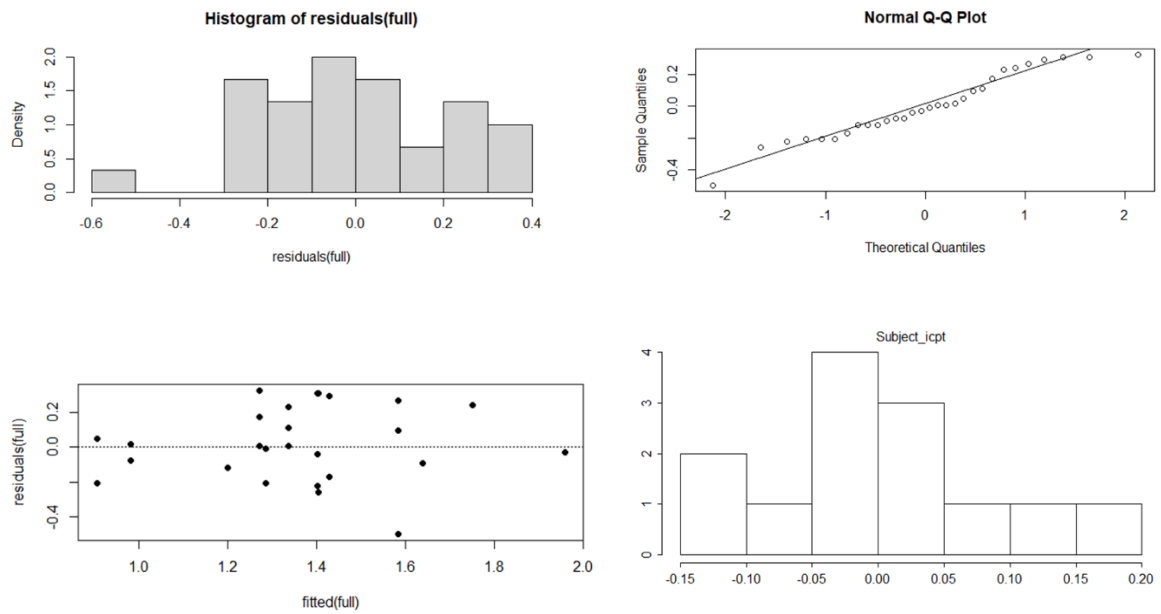 Histogram of residuals(full)
Density
0.0 0.5 1.0 1.5 2.0
-0.6 -0.4 -0.2 0.0 0.2 0.4
residuals(full)
Normal Q-Q Plot
Sample Quantiles
-0.4 0.0 0.2
-2 -1 0 1 2
Theoretical Quantiles
residuals(full)
-0.4 0.0 0.2
1.0 1.2 1.4 1.6 1.8 2.0
fitted(full)
Subject_icpt
0 1 2 3 4
-0.15 -0.10 -0.05 0.00 0.05 0.10 0.15 0.20